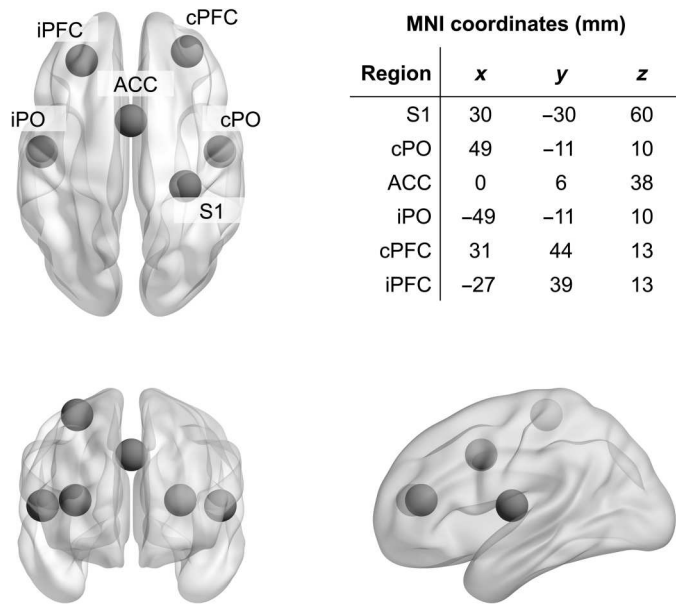 iPFC
cPFC
ACC
iPO
cPO
S1
MNI coordinates (mm)
Region x y z
S1 30 –30 60
cPO 49 –11 10
ACC 0 6 38
iPO –49 –11 10
cPFC 31 44 13
iPFC –27 39 13